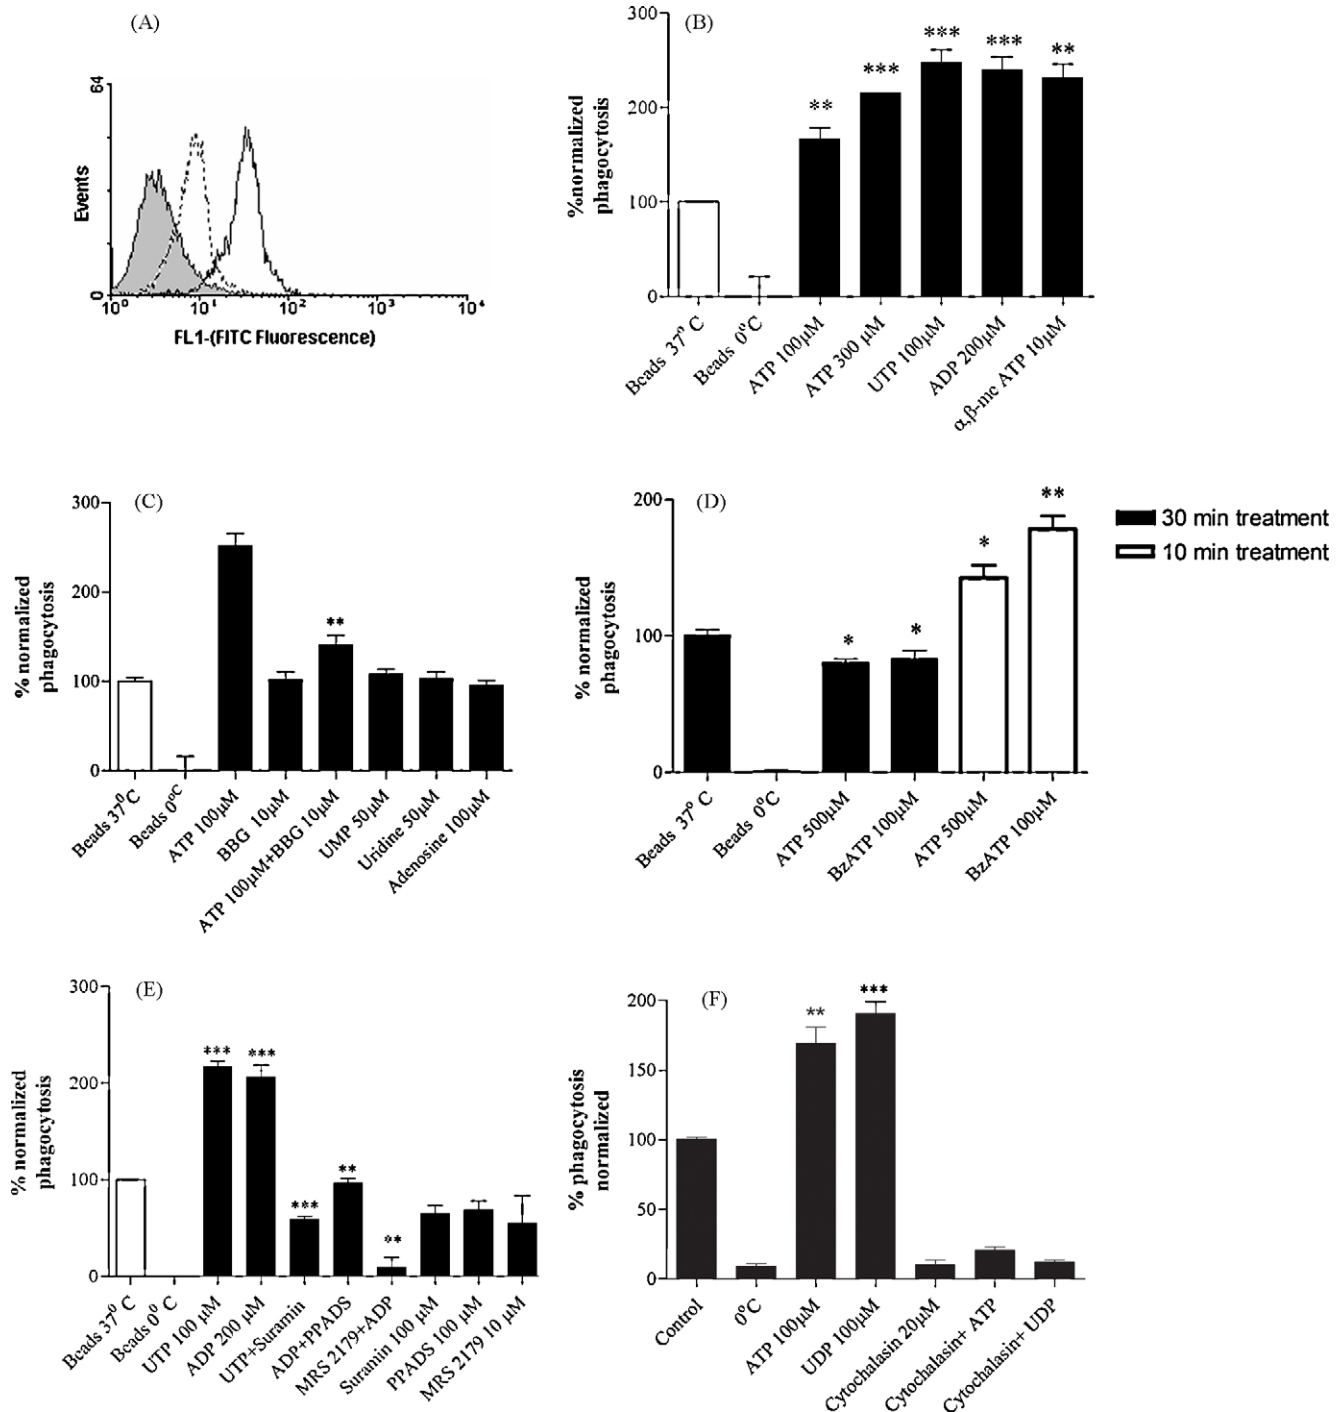 (A)
64
Events
0
10⁰ 10¹ 10² 10³ 10⁴
FL1-(FITC Fluorescence)
(B)
%normalized
phagocytosis
300
200
100
0
** *** *** *** **
Beads 37⁰ C
Beads 0⁰C
ATP 100µM
ATP 300 µM
UTP 100µM
ADP 200µM
α,β-me ATP 10µM
(C)
% normalized
phagocytosis
300
200
100
0
**
Beads 37⁰C
Beads 0⁰C
ATP 100µM
BBG 10µM
ATP 100µM+BBG 10µM
UMP 50µM
Uridine 50µM
Adenosine 100µM
(D)
% normalized
phagocytosis
200
100
0
* * * **
Beads 37⁰ C
Beads 0⁰C
ATP 500µM
BzATP 100µM
ATP 500µM
BzATP 100µM
30 min treatment
10 min treatment
(E)
% normalized
phagocytosis
300
200
100
0
*** *** *** ** **
Beads 37⁰ C
Beads 0⁰ C
UTP 100 µM
ADP 200 µM
UTP+Suramin
ADP+PPADS
MRS 2179+ADP
Suramin 100 µM
PPADS 100 µM
MRS 2179 10 µM
(F)
% phagocytosis
normalized
200
150
100
50
0
** ***
Control
0⁰C
ATP 100µM
UDP 100µM
Cytochalasin 20µM
Cytochalasin+ ATP
Cytochalasin+ UDP